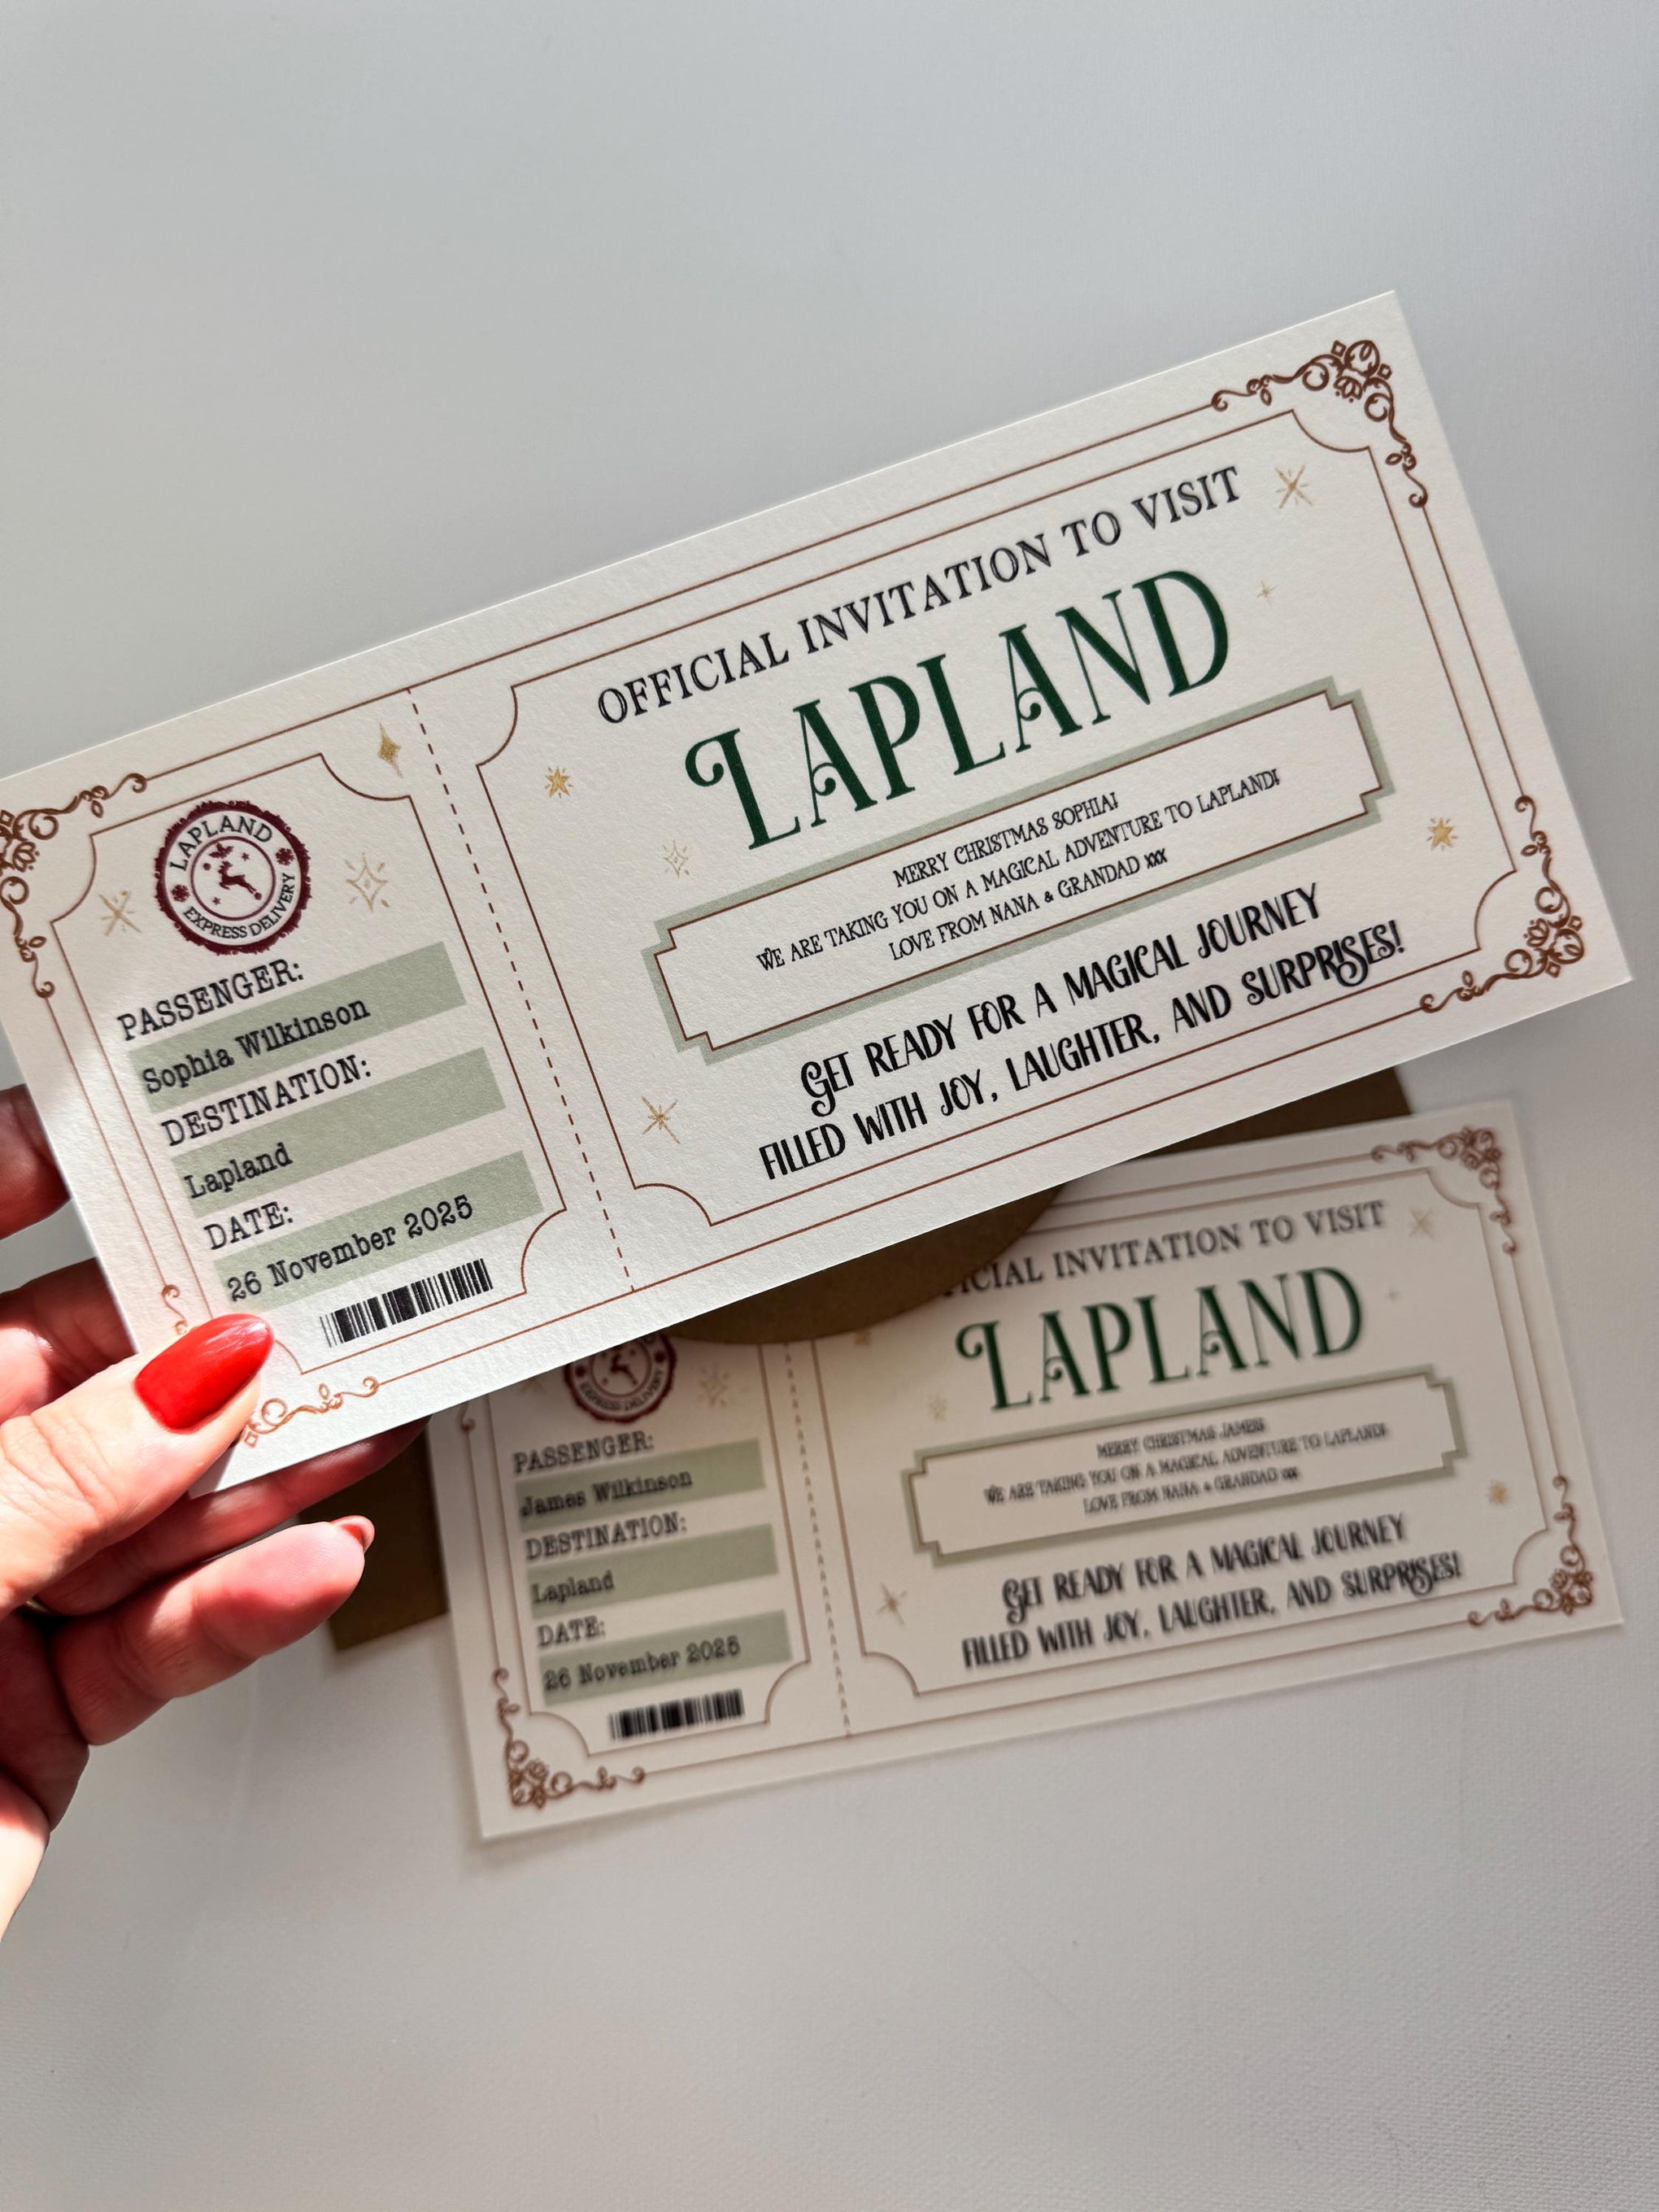 LAPLAND
EXPRESS DELIVERY
PASSENGER:
Sophia Wilkinson
DESTINATION:
Lapland
DATE:
26 November 2025
OFFICIAL INVITATION TO VISIT
LAPLAND
MERRY CHRISTMAS SOPHIA!
WE ARE TAKING YOU ON A MAGICAL ADVENTURE TO LAPLAND!
LOVE FROM NANA & GRANDAD XXX
GET READY FOR A MAGICAL JOURNEY
FILLED WITH JOY, LAUGHTER, AND SURPRISES!
EXPRESS DELIVERY
PASSENGER:
James Wilkinson
DESTINATION:
Lapland
DATE:
26 November 2025
ICIAL INVITATION TO VISIT
LAPLAND
MERRY CHRISTMAS JAMES!
WE ARE TAKING YOU ON A MAGICAL ADVENTURE TO LAPLAND!
LOVE FROM NANA & GRANDAD XXX
GET READY FOR A MAGICAL JOURNEY
FILLED WITH JOY, LAUGHTER, AND SURPRISES!